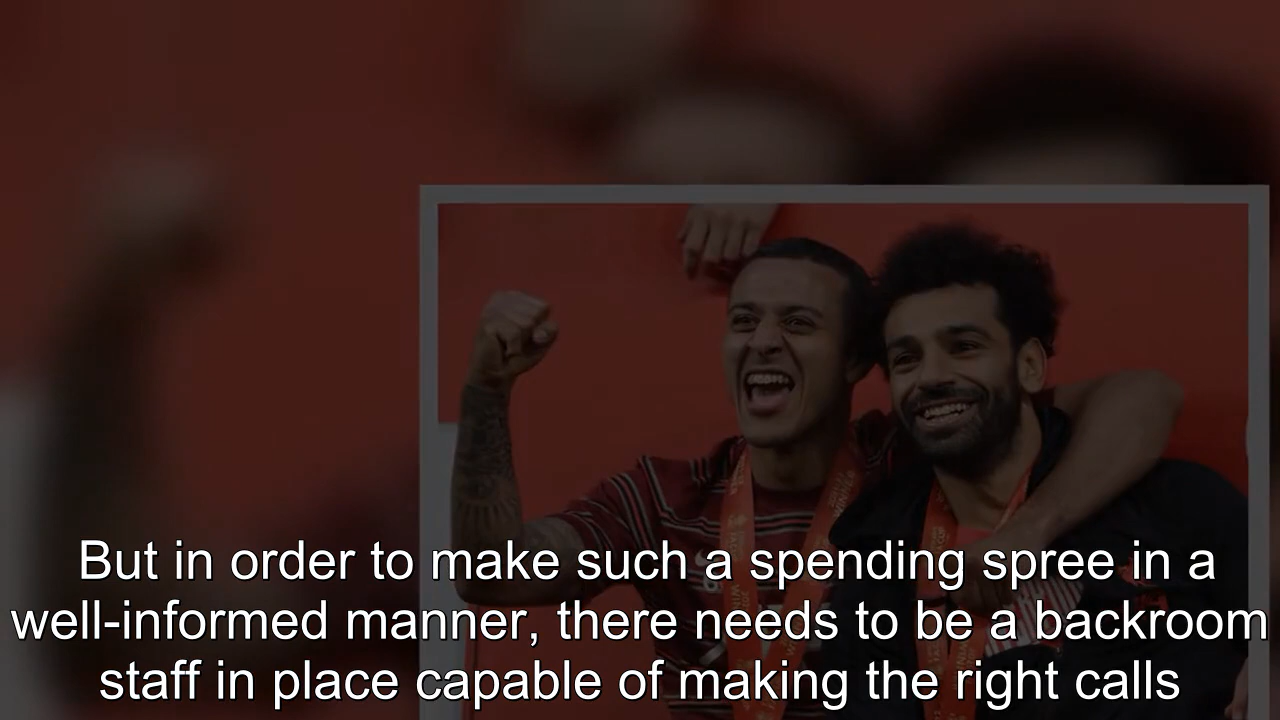 But in order to make such a spending spree in a
well-informed manner, there needs to be a backroom
staff in place capable of making the right calls